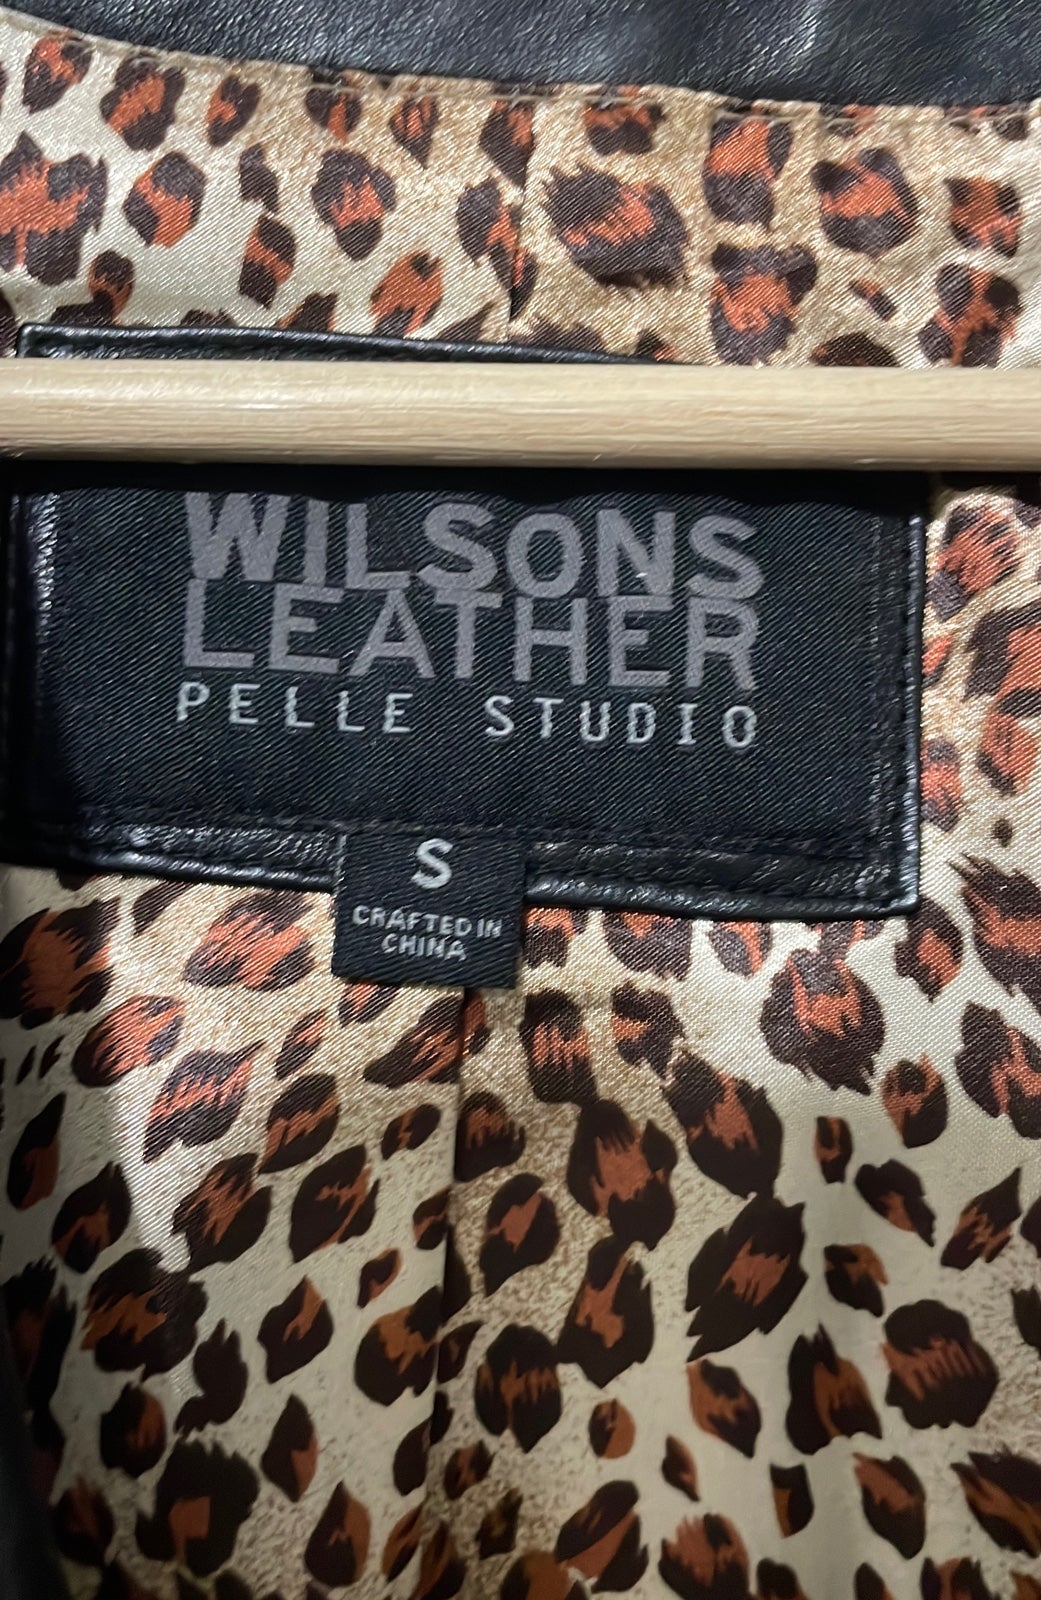 WILSONS
LEATHER
PELLE STUDIO
S
CRAFTED IN
CHINA